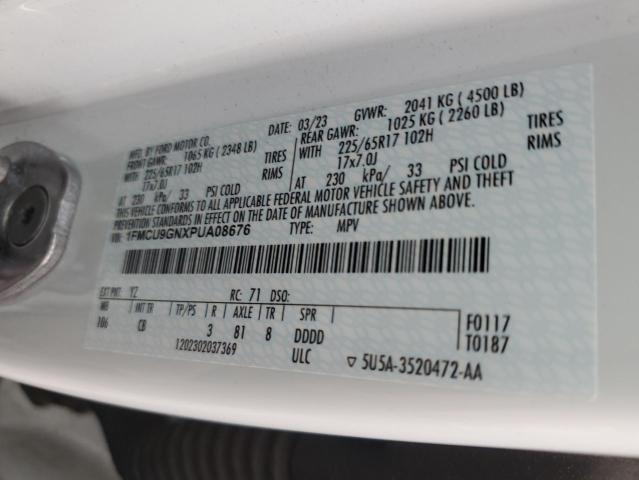 MFD. BY FORD MOTOR CO.
DATE: 03/23 GVWR: 2041 KG ( 4500 LB)
FRONT GAWR: 1065 KG ( 2348 LB) REAR GAWR: 1025 KG ( 2260 LB)
WITH 225/65R17 102H TIRES WITH 225/65R17 102H TIRES
17x7.0J RIMS 17x7.0J RIMS
AT 230 kPa/ 33 PSI COLD AT 230 kPa/ 33 PSI COLD
THIS VEHICLE CONFORMS TO ALL APPLICABLE FEDERAL MOTOR VEHICLE SAFETY AND THEFT
PREVENTION STANDARDS IN EFFECT ON THE DATE OF MANUFACTURE SHOWN ABOVE.
VIN: 1FMCU9GNXPUA08676 TYPE: MPV
EXT PNT: YZ RC: 71 DSO:
WB INT TR TP/PS R AXLE TR SPR
106 CB 3 81 8 DDDD
F0117
T0187
1202302037369 ULC ▽ 5U5A-3520472-AA